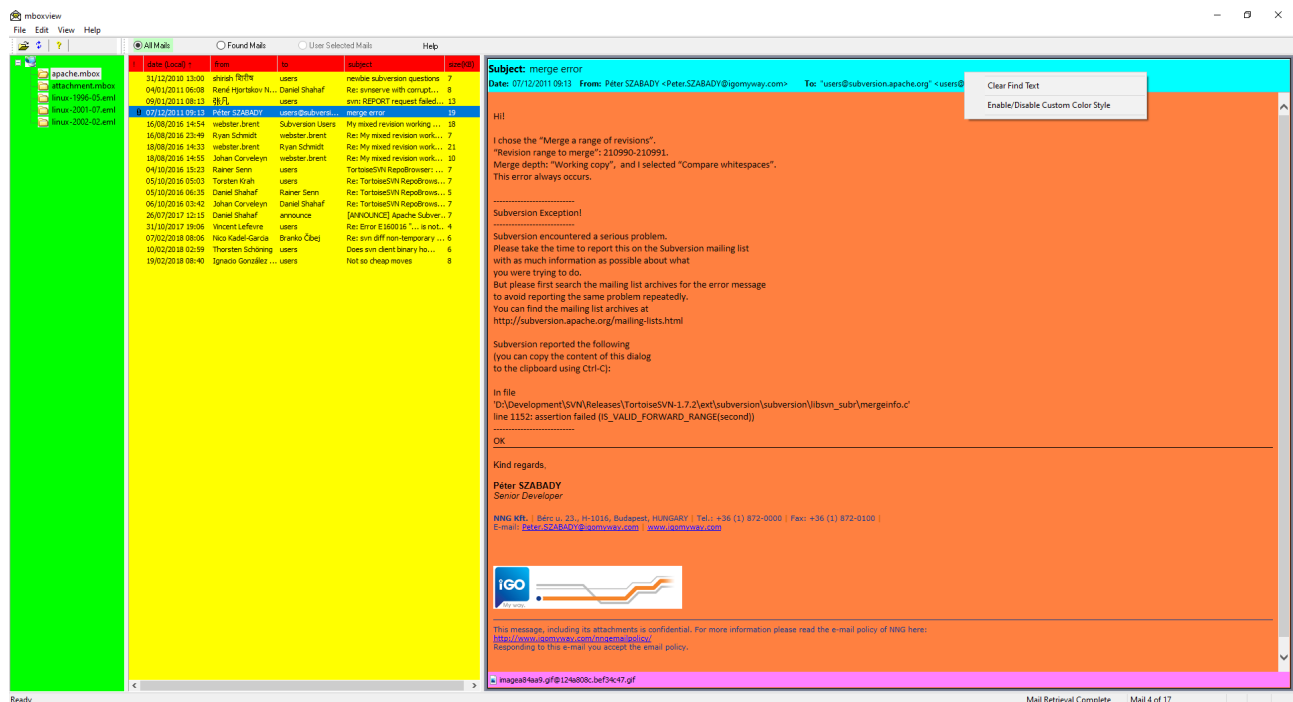 mboxview
File Edit View Help
All Mails Found Mails User Selected Mails Help
apache.mbox
attachment.mbox
linux-1996-05.eml
linux-2001-07.eml
linux-2002-02.eml
! date (Local) ↑ from to subject size(KB)
31/12/2010 13:00 shirish शिरीष users newbie subversion questions 7
04/01/2011 06:08 René Hjortskov N... Daniel Shahaf Re: svnserve with corrupt... 8
09/01/2011 08:13 张凡 users svn: REPORT request failed... 13
07/12/2011 09:13 Péter SZABADY users@subversi... merge error 19
16/08/2016 14:54 webster.brent Subversion Users My mixed revision working ... 18
16/08/2016 23:49 Ryan Schmidt webster.brent Re: My mixed revision work... 7
18/08/2016 14:33 webster.brent Ryan Schmidt Re: My mixed revision work... 21
18/08/2016 14:55 Johan Corveleyn webster.brent Re: My mixed revision work... 10
04/10/2016 15:23 Rainer Senn users TortoiseSVN RepoBrowser: ... 7
05/10/2016 05:03 Torsten Krah users Re: TortoiseSVN RepoBrows... 7
05/10/2016 06:35 Daniel Shahaf Rainer Senn Re: TortoiseSVN RepoBrows... 5
06/10/2016 03:42 Johan Corveleyn Daniel Shahaf Re: TortoiseSVN RepoBrows... 7
26/07/2017 12:15 Daniel Shahaf announce [ANNOUNCE] Apache Subver... 7
31/10/2017 19:06 Vincent Lefevre users Re: Error E160016 "... is not... 4
07/02/2018 08:06 Nico Kadel-Garcia Branko Čibej Re: svn diff non-temporary ... 6
10/02/2018 02:59 Thorsten Schöning users Does svn client binary ho... 6
19/02/2018 08:40 Ignacio González ... users Not so cheap moves 8
Subject: merge error
Date: 07/12/2011 09:13 From: Péter SZABADY <Peter.SZABADY@igomyway.com> To: "users@subversion.apache.org" <users@
Clear Find Text
Enable/Disable Custom Color Style
Hi!
I chose the “Merge a range of revisions”.
“Revision range to merge”: 210990-210991.
Merge depth: “Working copy”, and I selected “Compare whitespaces”.
This error always occurs.
---------------------------
Subversion Exception!
---------------------------
Subversion encountered a serious problem.
Please take the time to report this on the Subversion mailing list
with as much information as possible about what
you were trying to do.
But please first search the mailing list archives for the error message
to avoid reporting the same problem repeatedly.
You can find the mailing list archives at
http://subversion.apache.org/mailing-lists.html
Subversion reported the following
(you can copy the content of this dialog
to the clipboard using Ctrl-C):
In file
'D:\Development\SVN\Releases\TortoiseSVN-1.7.2\ext\subversion\subversion\libsvn_subr\mergeinfo.c'
line 1152: assertion failed (IS_VALID_FORWARD_RANGE(second))
---------------------------
OK
Kind regards,
Péter SZABADY
Senior Developer
NNG Kft. | Bérc u. 23., H-1016, Budapest, HUNGARY | Tel.: +36 (1) 872-0000 | Fax: +36 (1) 872-0100 |
E-mail: Peter.SZABADY@igomyway.com | www.igomyway.com
iGO
My way.
This message, including its attachments is confidential. For more information please read the e-mail policy of NNG here:
http://www.igomyway.com/nngemailpolicy/
Responding to this e-mail you accept the email policy.
imagea84aa9.gif@124a808c.bef34c47.gif
Ready Mail Retrieval Complete Mail 4 of 17